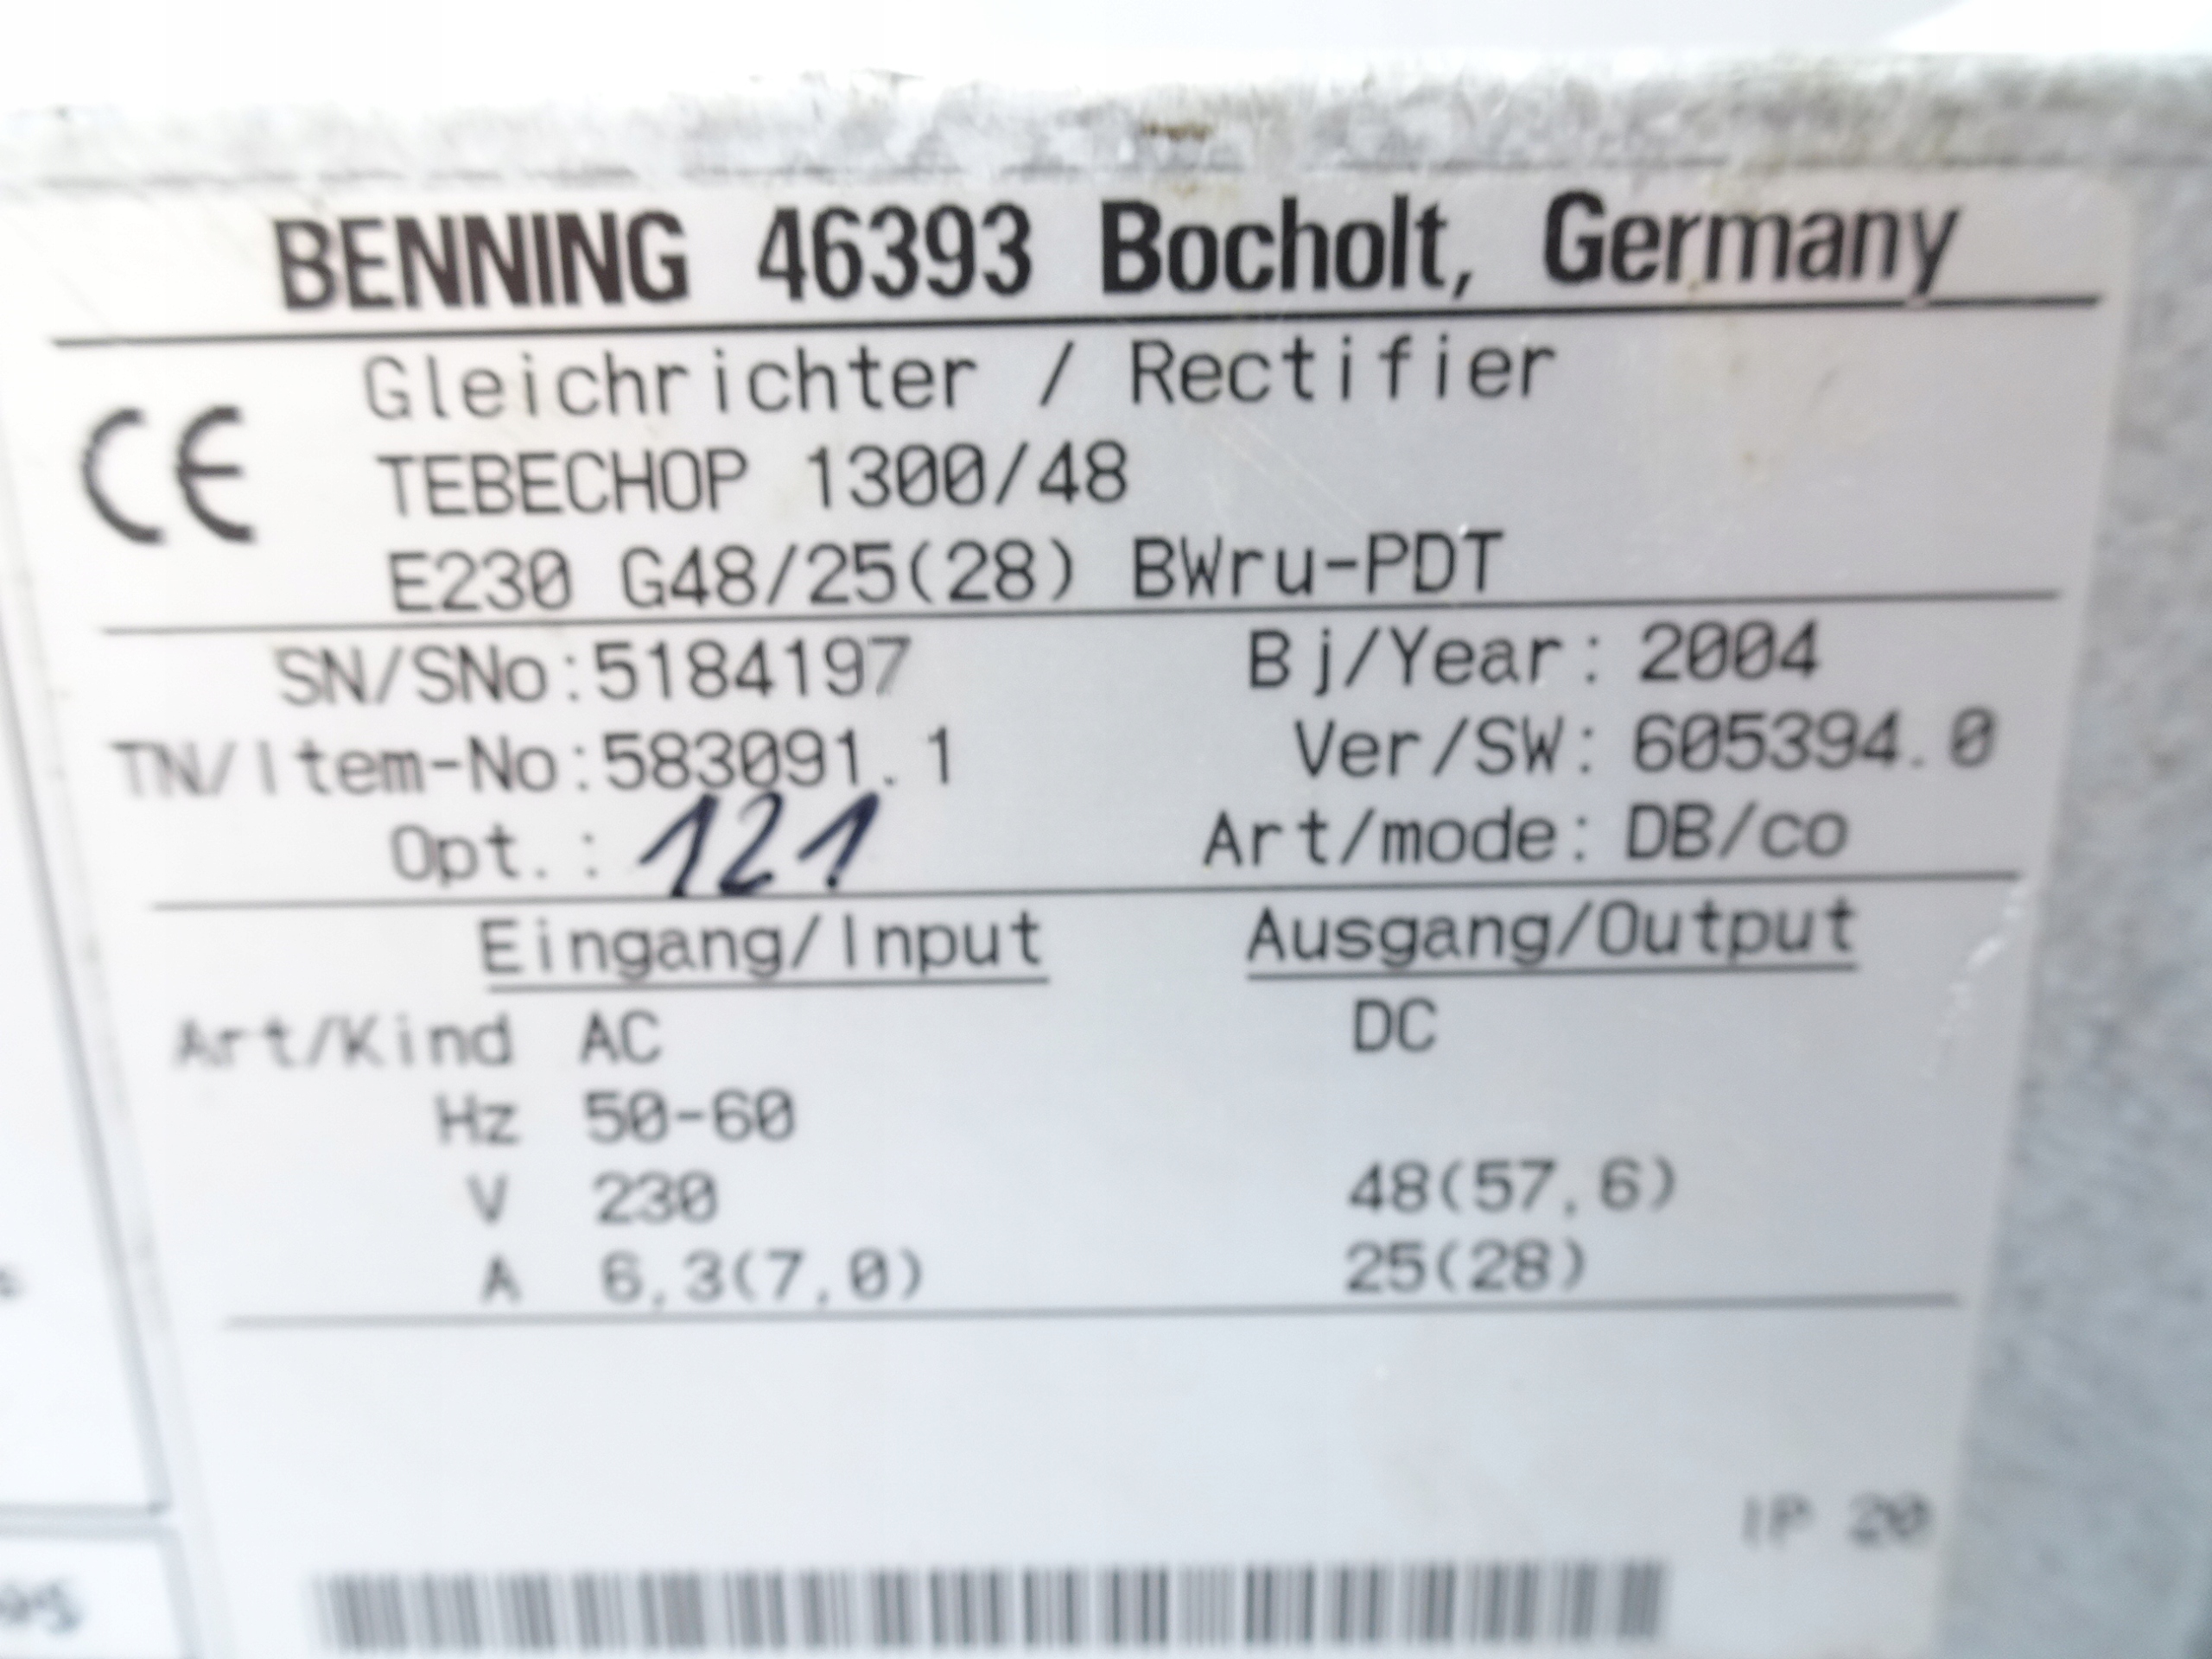 BENNING 46393 Bocholt, Germany
CE
Gleichrichter / Rectifier
TEBECHOP 1300/48
E230 G48/25(28) BWru-PDT
SN/SNo:5184197 Bj/Year: 2004
TN/Item-No:583091.1 Ver/SW: 605394.0
Opt.: 121 Art/mode: DB/co
Eingang/Input Ausgang/Output
Art/Kind AC DC
Hz 50-60
V 230 48(57,6)
A 6,3(7,0) 25(28)
IP 20